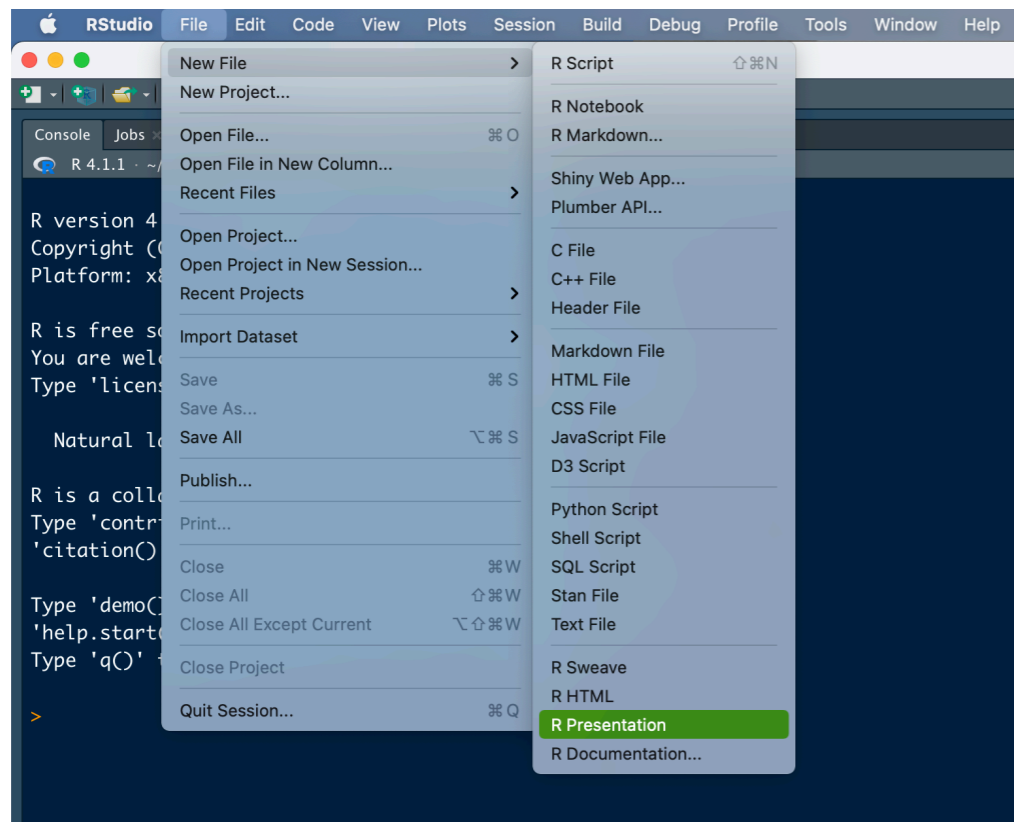 RStudio File Edit Code View Plots Session Build Debug Profile Tools Window Help
New File
New Project...
Open File... ⌘ O
Open File in New Column...
Recent Files
Open Project...
Open Project in New Session...
Recent Projects
Import Dataset
Save ⌘ S
Save As...
Save All ⌥⌘ S
Publish...
Print...
Close ⌘W
Close All ⇧⌘W
Close All Except Current ⌥⇧⌘W
Close Project
Quit Session... ⌘Q
R Script ⇧⌘N
R Notebook
R Markdown...
Shiny Web App...
Plumber API...
C File
C++ File
Header File
Markdown File
HTML File
CSS File
JavaScript File
D3 Script
Python Script
Shell Script
SQL Script
Stan File
Text File
R Sweave
R HTML
R Presentation
R Documentation...
Console Jobs
R 4.1.1 · ~/
R version 4
Copyright (
Platform:
R is free
You are
Type
Natural
R is a
Type
'citation()
Type 'demo()
Type 'q()'
>